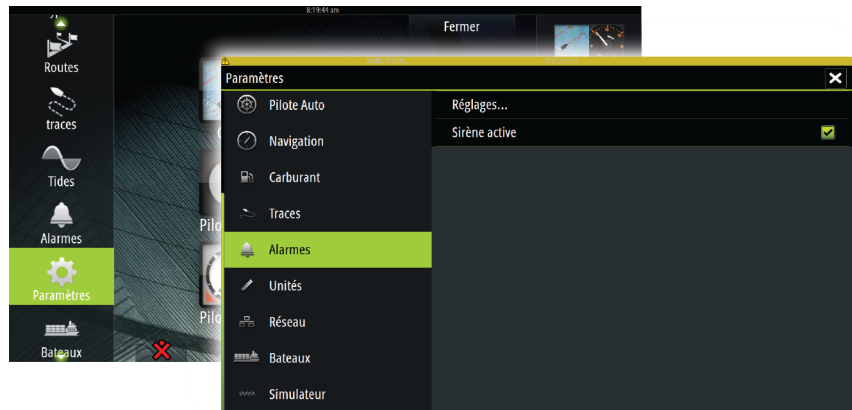 8:19:44 am
Fermer
Routes
traces
Tides
Alarmes
Paramètres
Bateaux
Paramètres
Pilote Auto
Navigation
Carburant
Traces
Alarmes
Unités
Réseau
Bateaux
Simulateur
Réglages...
Sirène active